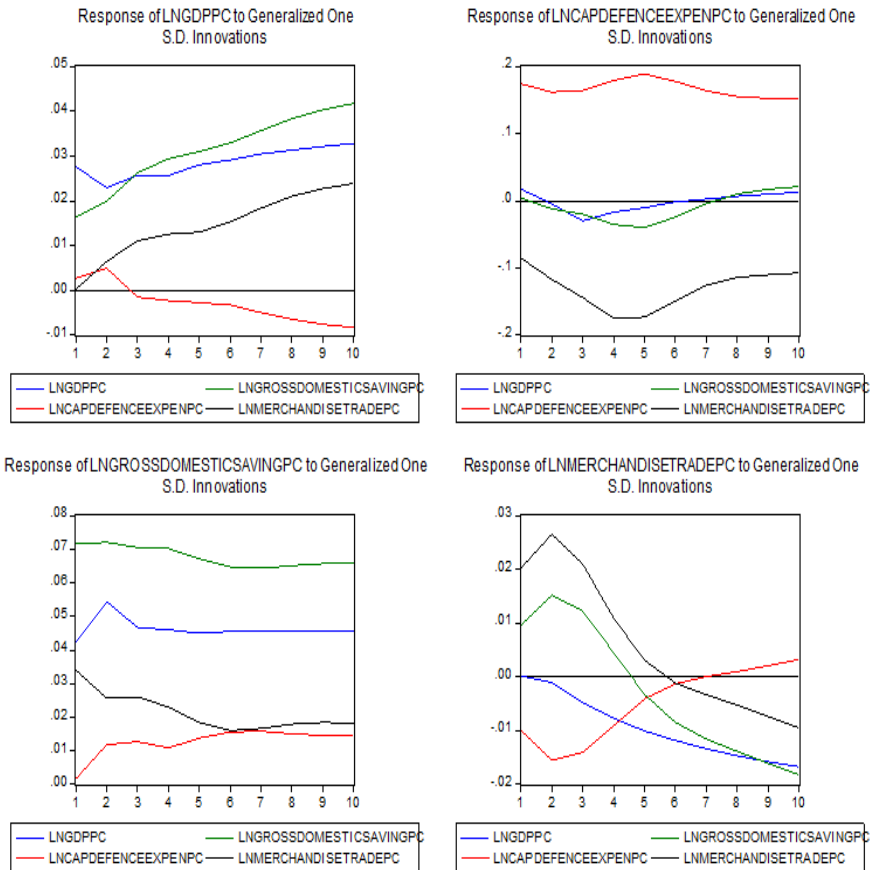 Response of LNGDPPC to Generalized One
S.D. Innovations
.05
.04
.03
.02
.01
.00
-.01
1 2 3 4 5 6 7 8 9 10
LNGDPPC LNGROSSDOMESTICSAVINGPC
LNCAPDEFENCEEXPENPC LNMERCHANDISETRADEPC
Response of LNCAPDEFENCEEXPENPC to Generalized One
S.D. Innovations
.2
.1
.0
-.1
-.2
1 2 3 4 5 6 7 8 9 10
LNGDPPC LNGROSSDOMESTICSAVINGPC
LNCAPDEFENCEEXPENPC LNMERCHANDISETRADEPC
Response of LNGROSSDOMESTICSAVINGPC to Generalized One
S.D. Innovations
.08
.07
.06
.05
.04
.03
.02
.01
.00
1 2 3 4 5 6 7 8 9 10
LNGDPPC LNGROSSDOMESTICSAVINGPC
LNCAPDEFENCEEXPENPC LNMERCHANDISETRADEPC
Response of LNMERCHANDISETRADEPC to Generalized One
S.D. Innovations
.03
.02
.01
.00
-.01
-.02
1 2 3 4 5 6 7 8 9 10
LNGDPPC LNGROSSDOMESTICSAVINGPC
LNCAPDEFENCEEXPENPC LNMERCHANDISETRADEPC